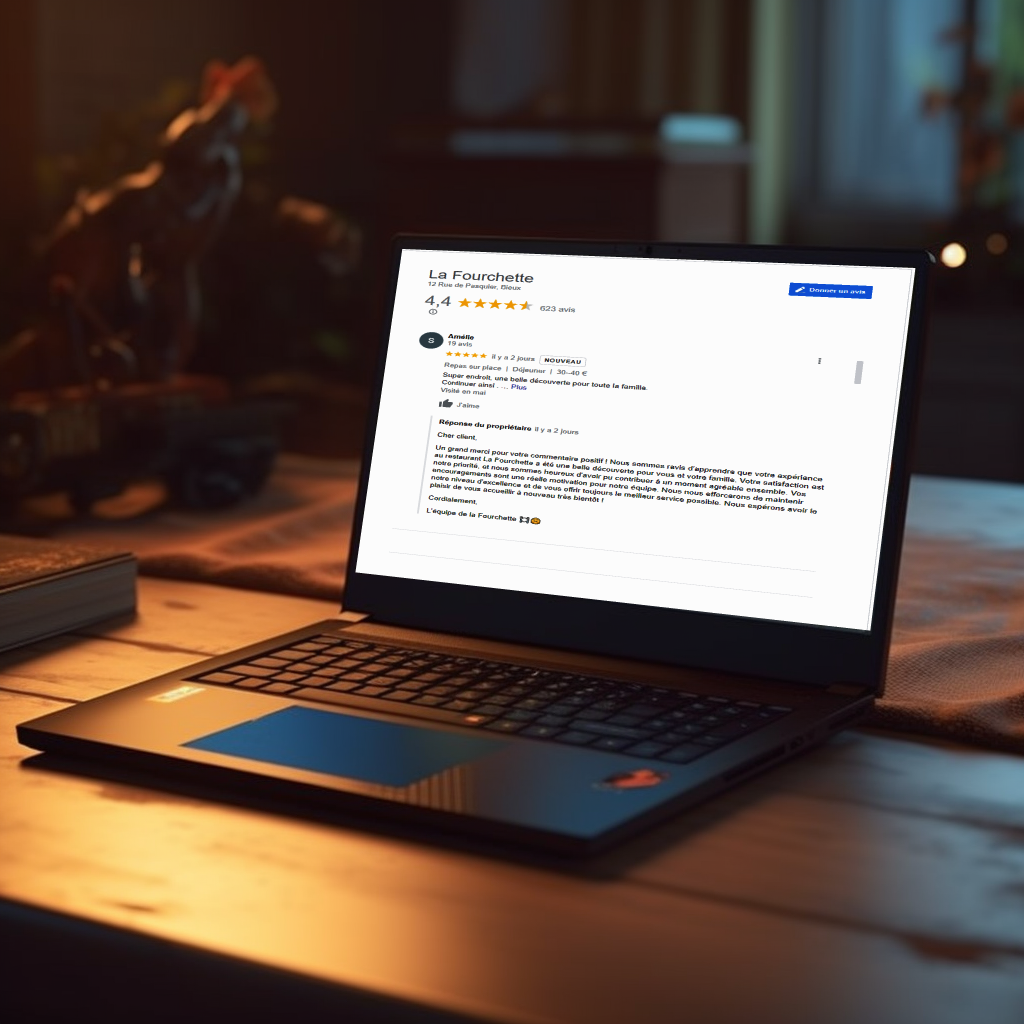 La Fourchette
12 Rue de Pasquier, Dieux
4,4
623 avis
Donner un avis
S
Amélie
19 avis
il y a 2 jours NOUVEAU
Repas sur place | Déjeuner | 30–40 €
Super endroit, une belle découverte pour toute la famille.
Continuer ainsi . ... Plus
Visité en mai
J'aime
Réponse du propriétaire il y a 2 jours
Cher client,
Un grand merci pour votre commentaire positif ! Nous sommes ravis d'apprendre que votre expérience
au restaurant La Fourchette a été une belle découverte pour vous et votre famille. Votre satisfaction est
notre priorité, et nous sommes heureux d'avoir pu contribuer à un moment agréable ensemble. Vos
encouragements sont une réelle motivation pour notre équipe. Nous nous efforcerons de maintenir
notre niveau d'excellence et de vous offrir toujours le meilleur service possible. Nous espérons avoir le
plaisir de vous accueillir à nouveau très bientôt !
Cordialement,
L'équipe de la Fourchette